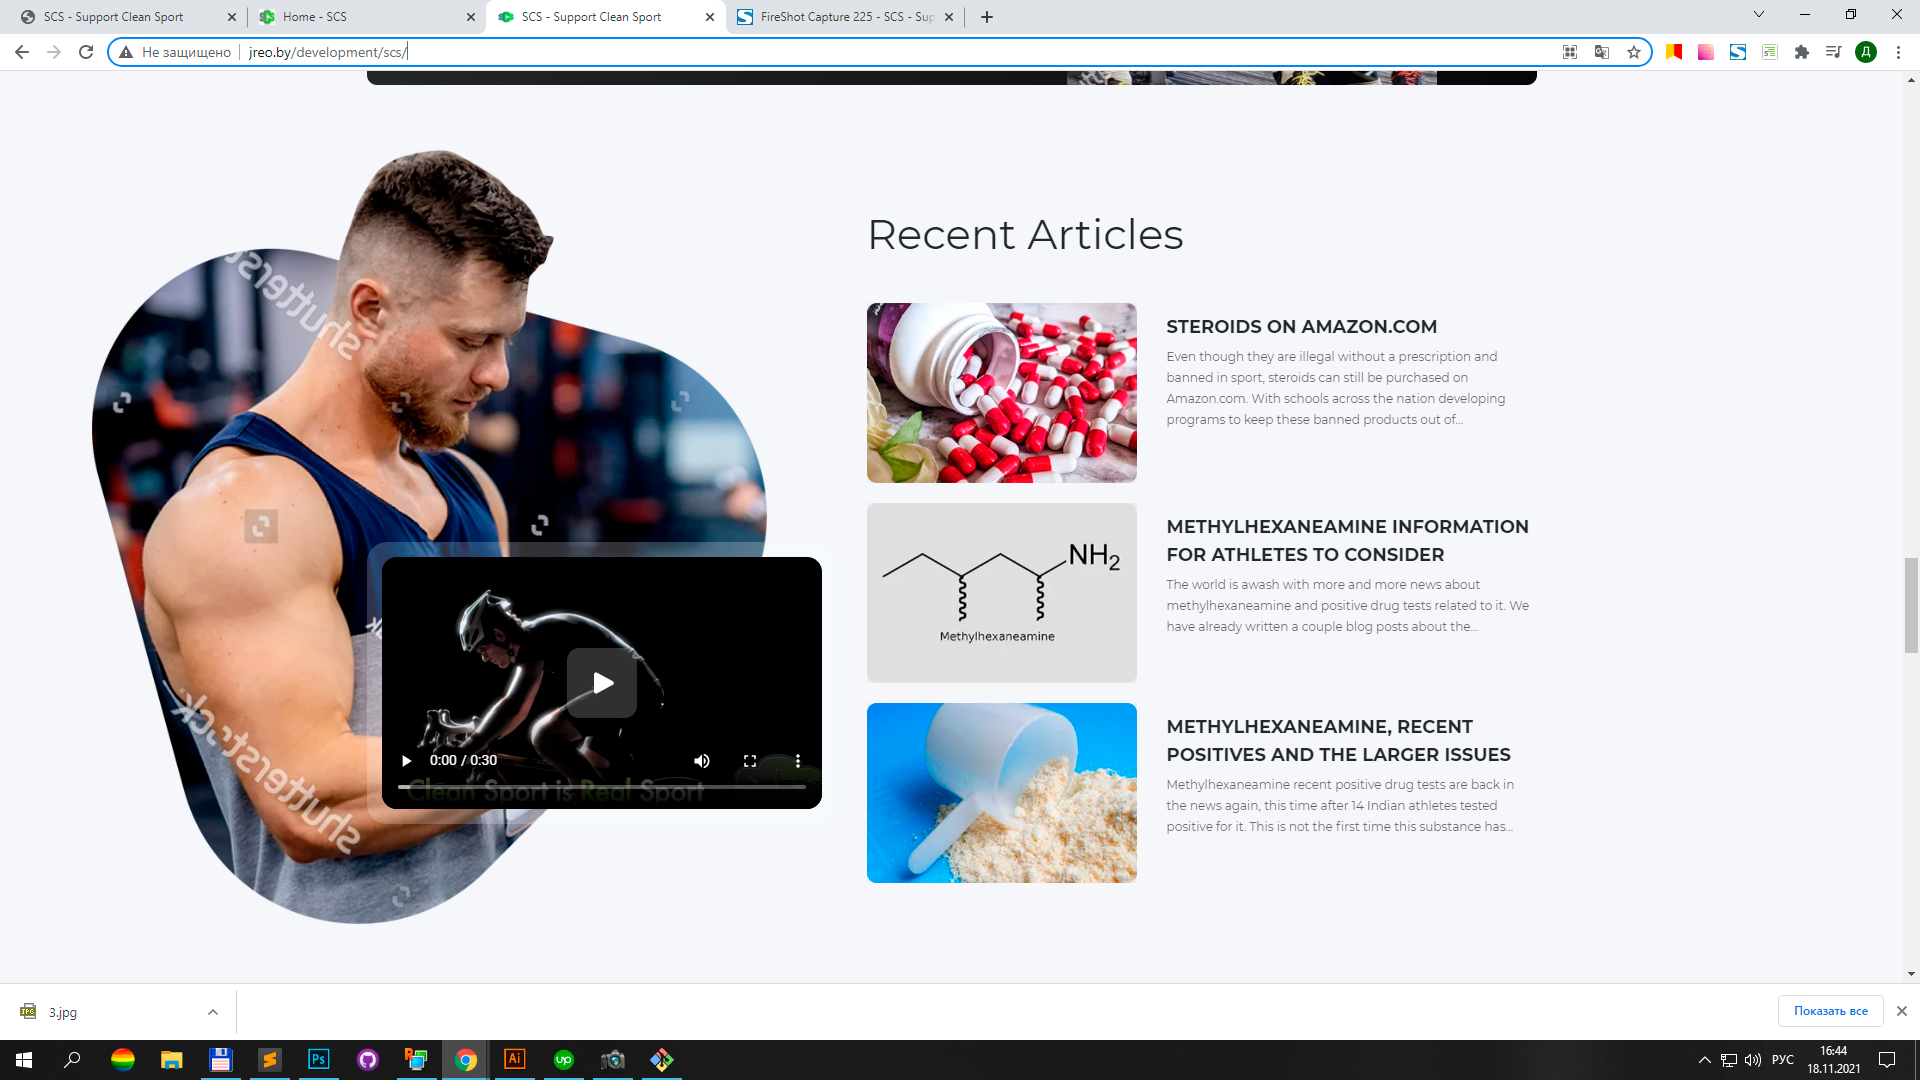 SCS - Support Clean Sport
Home - SCS
SCS - Support Clean Sport
FireShot Capture 225 - SCS - Sup
Не защищено
jreo.by/development/scs/
Д
Recent Articles
shutterst
STEROIDS ON AMAZON.COM
Even though they are illegal without a prescription and
banned in sport, steroids can still be purchased on
Amazon.com. With schools across the nation developing
programs to keep these banned products out of...
NH2
Methylhexaneamine
METHYLHEXANEAMINE INFORMATION
FOR ATHLETES TO CONSIDER
The world is awash with more and more news about
methylhexaneamine and positive drug tests related to it. We
have already written a couple blog posts about the...
METHYLHEXANEAMINE, RECENT
POSITIVES AND THE LARGER ISSUES
Methylhexaneamine recent positive drug tests are back in
the news again, this time after 14 Indian athletes tested
positive for it. This is not the first time this substance has...
0:00 / 0:30
Clean Sport is Real Sport
shutterstock
3.jpg
Показать все
Ps
Ai
up
РУС
16:44
18.11.2021